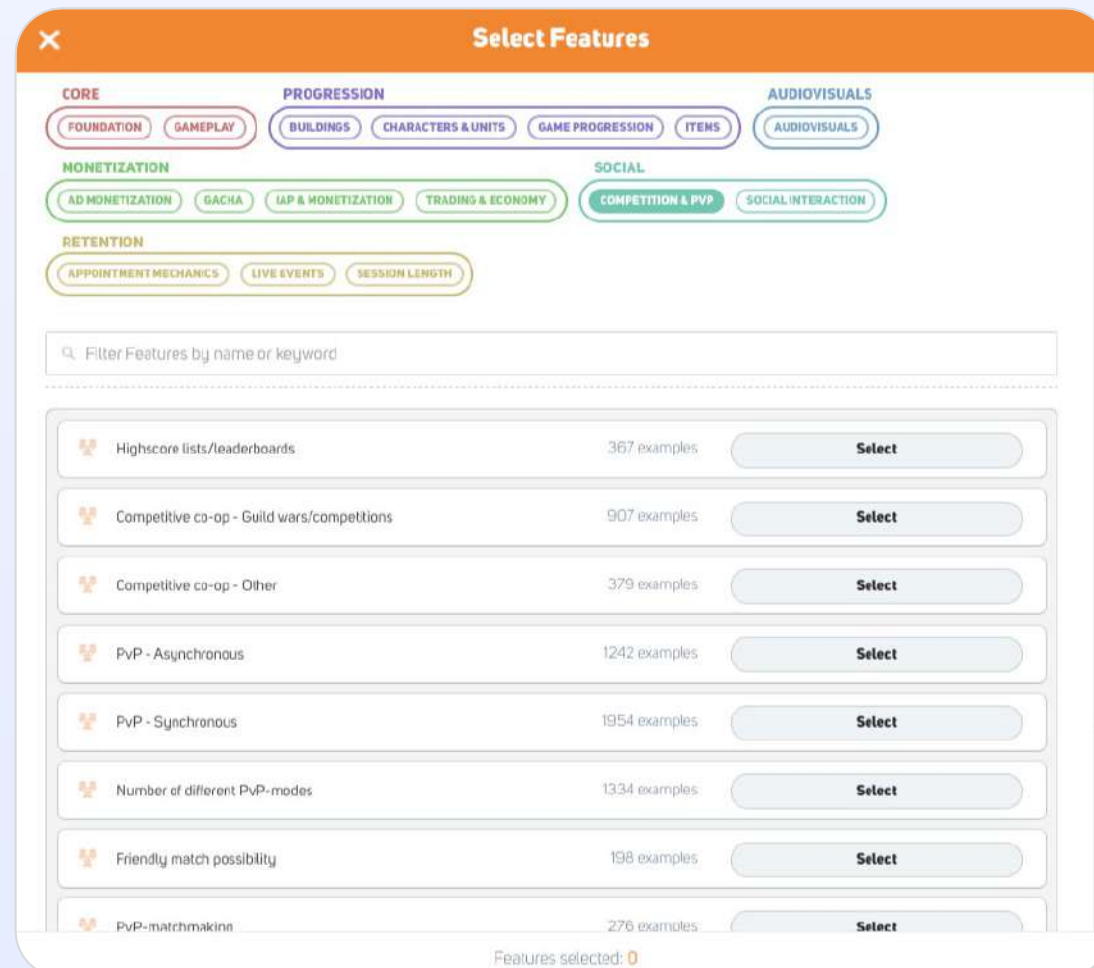 Select Features
CORE PROGRESSION AUDIOVISUALS
FOUNDATION GAMEPLAY BUILDINGS CHARACTERS & UNITS GAME PROGRESSION ITEMS AUDIOVISUALS
MONETIZATION SOCIAL
AD MONETIZATION GACHA IAP & MONETIZATION TRADING & ECONOMY COMPETITION & PVP SOCIAL INTERACTION
RETENTION
APPOINTMENT MECHANICS LIVE EVENTS SESSION LENGTH
Filter Features by name or keyword
Highscore lists/leaderboards 367 examples Select
Competitive co-op - Guild wars/competitions 907 examples Select
Competitive co-op - Other 379 examples Select
PvP - Asynchronous 1242 examples Select
PvP - Synchronous 1954 examples Select
Number of different PvP-modes 1334 examples Select
Friendly match possibility 198 examples Select
PvP-matchmaking 276 examples Select
Features selected: 0